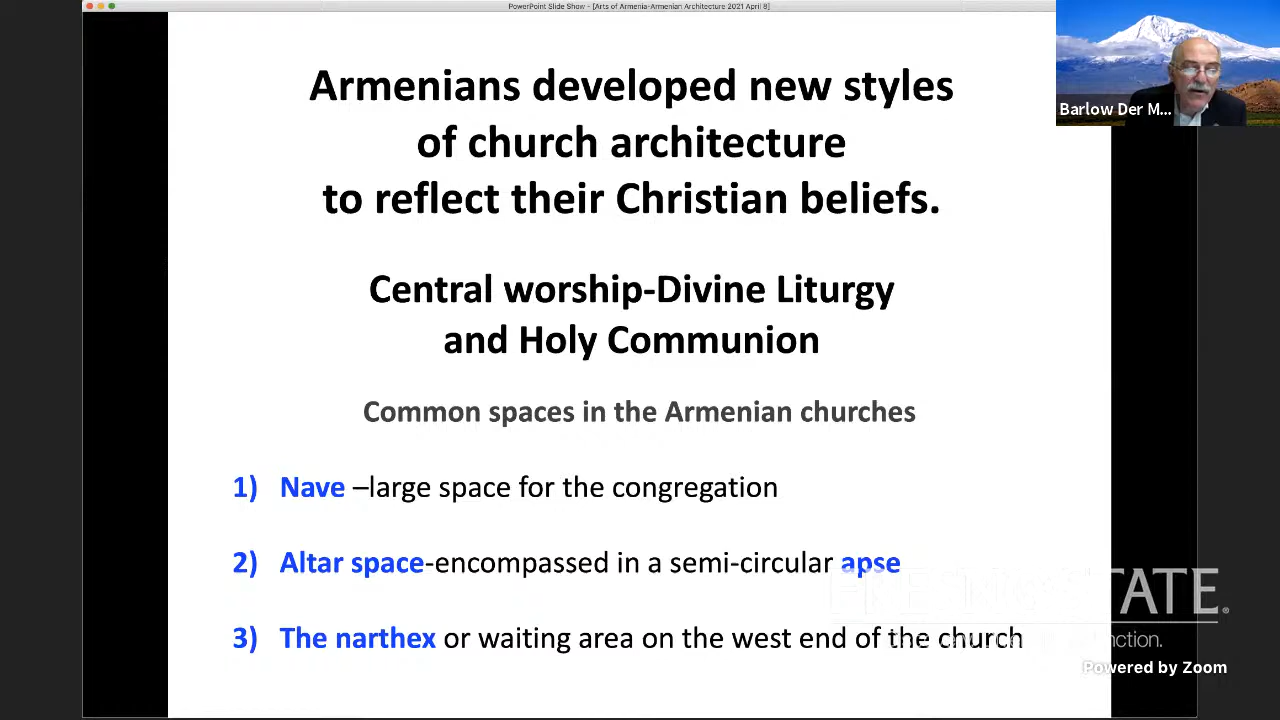 PowerPoint Slide Show - [Arts of Armenia-Armenian Architecture 2021 April 8]
Barlow Der M...
Armenians developed new styles
of church architecture
to reflect their Christian beliefs.
Central worship-Divine Liturgy
and Holy Communion
Common spaces in the Armenian churches
1) Nave –large space for the congregation
2) Altar space-encompassed in a semi-circular apse
3) The narthex or waiting area on the west end of the church
STATE.
Powered by Zoom